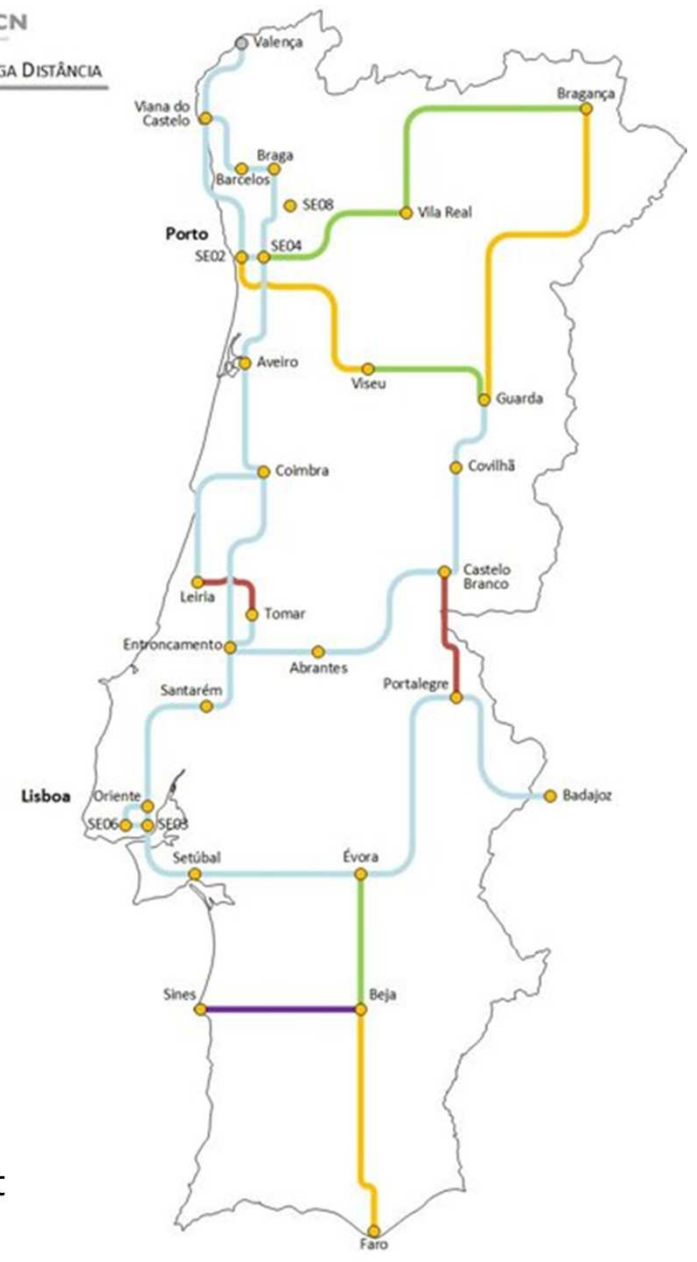 CN
GA DISTÂNCIA
Valença
Viana do
Castelo
Bragança
Braga
Barcelos
SE08
Vila Real
Porto
SE04
SE02
Aveiro
Viseu
Guarda
Coimbra
Covilhã
Castelo
Branco
Leiria
Tomar
Entroncamento
Abrantes
Santarém
Portalegre
Lisboa
Oriente
Badajoz
SE06
SE03
Setúbal
Évora
Sines
Beja
t
Faro